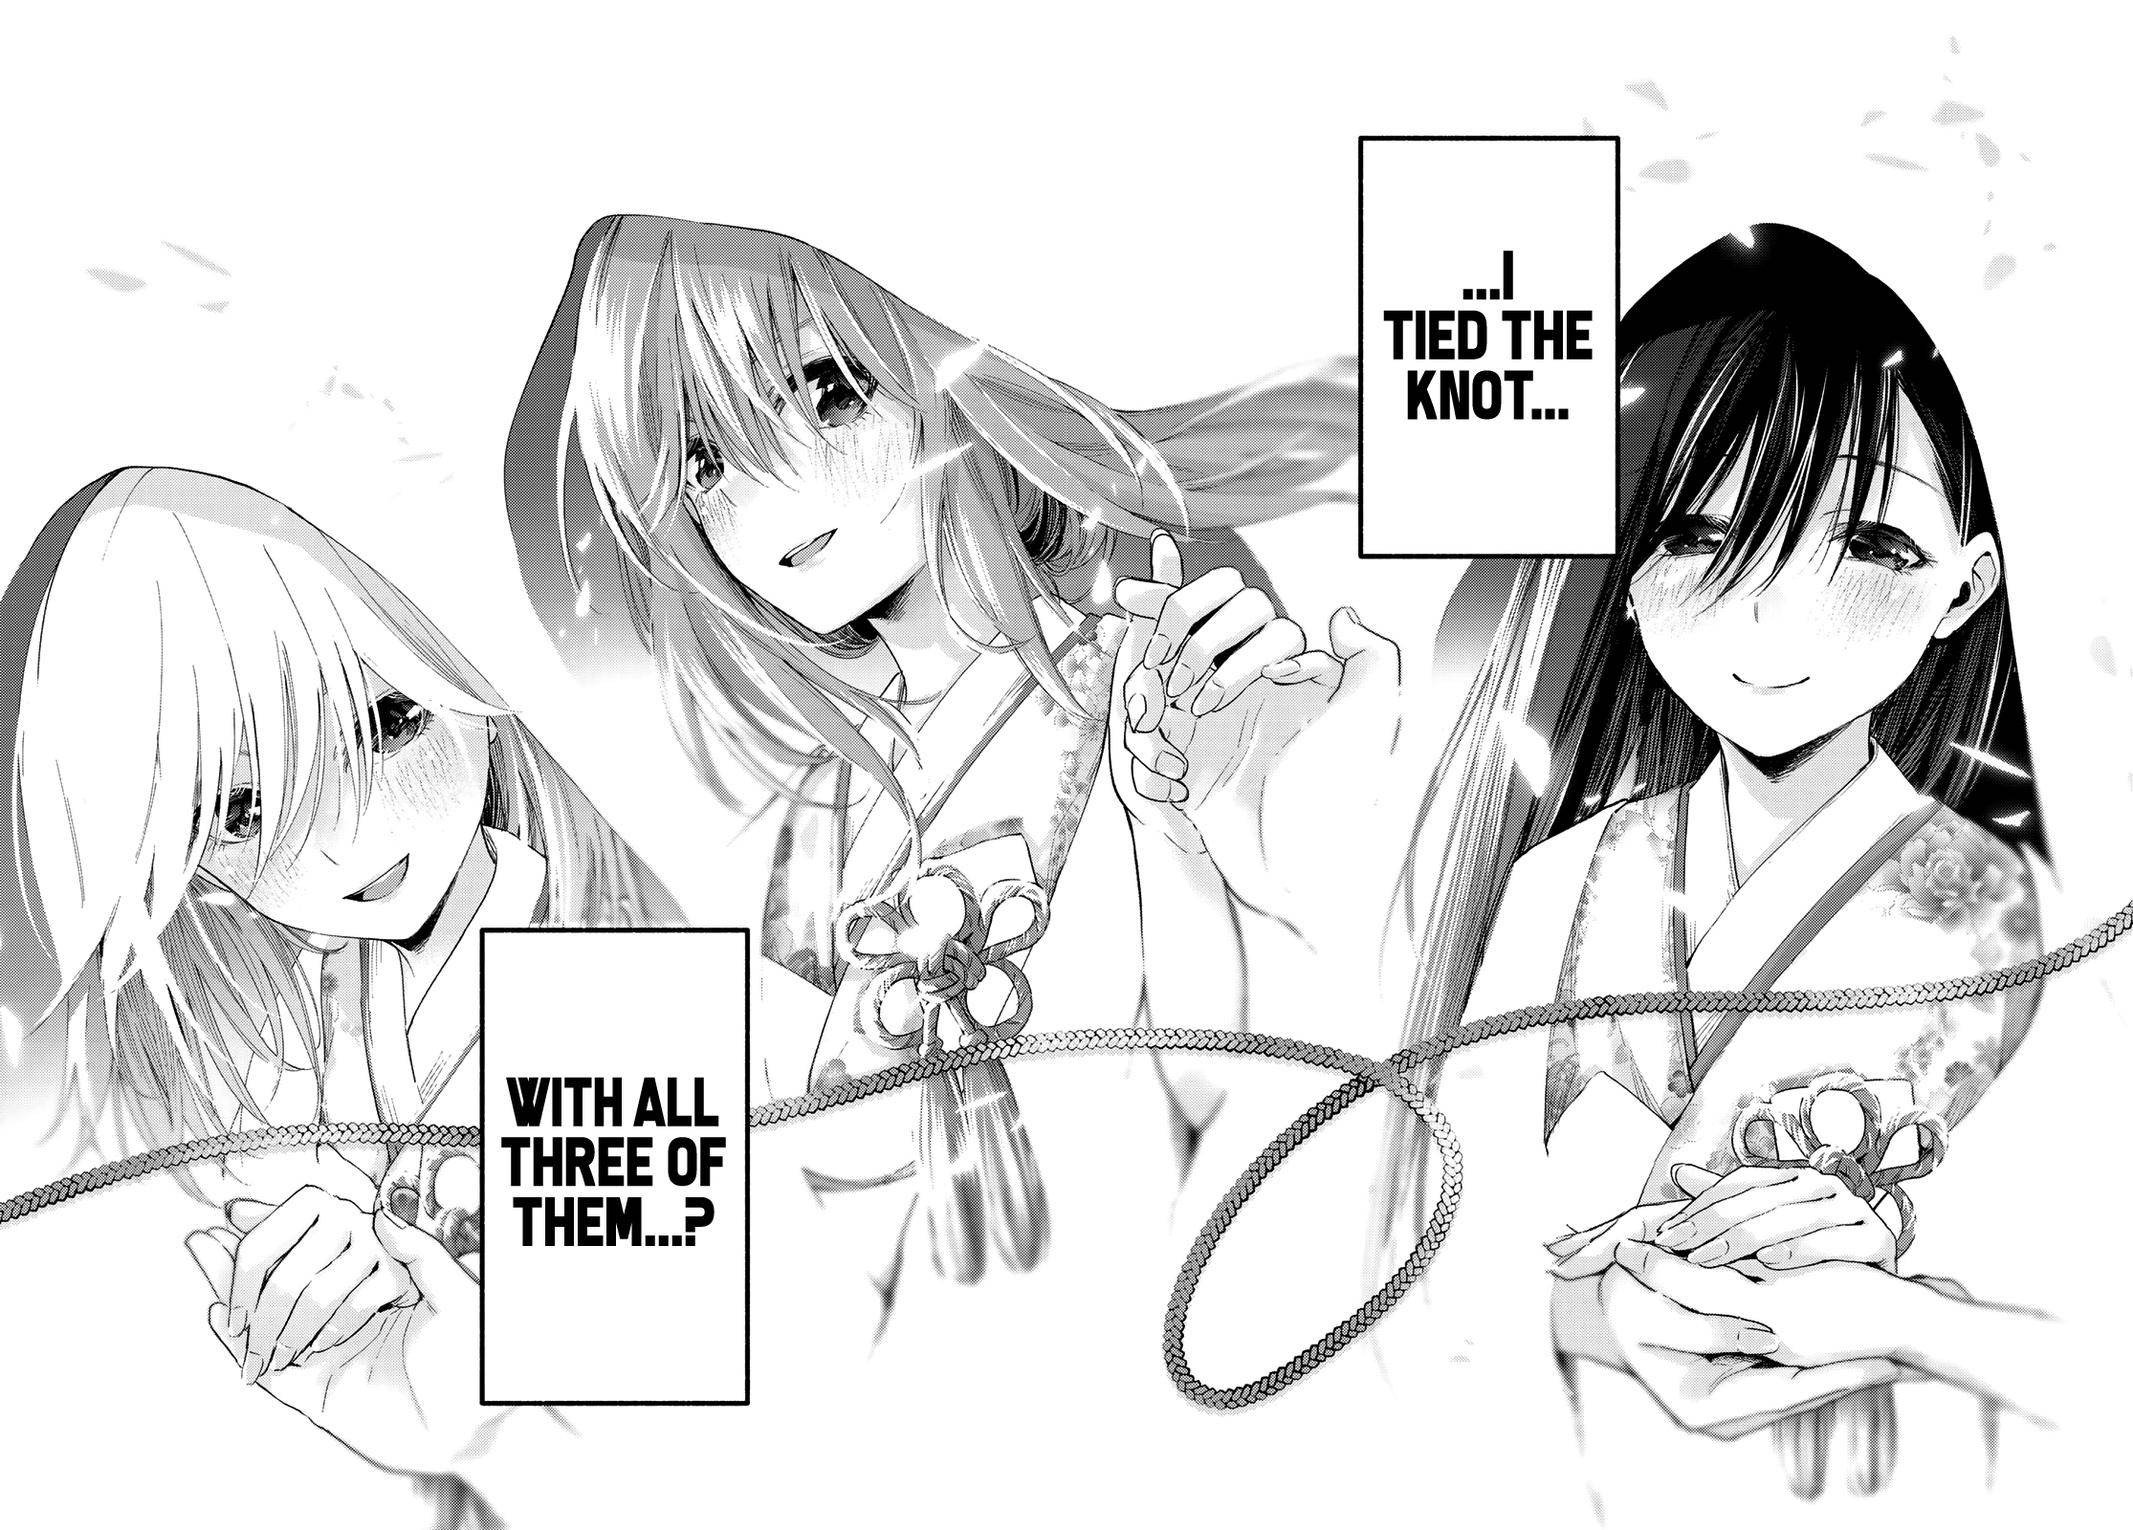 ...I
TIED THE
KNOT...
WITH ALL
THREE OF
THEM...?